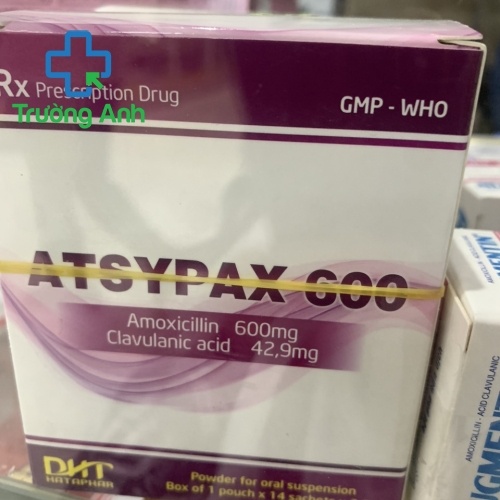 Rx Prescription Drug
Trường Anh
GMP - WHO
ATSYPAX 600
Amoxicillin 600mg
Clavulanic acid 42,9mg
DHT
HATAPHAR
Powder for oral suspension
Box of 1 pouch x 14 sachets
AMOXICILLIN - ACID CLAVULANIC